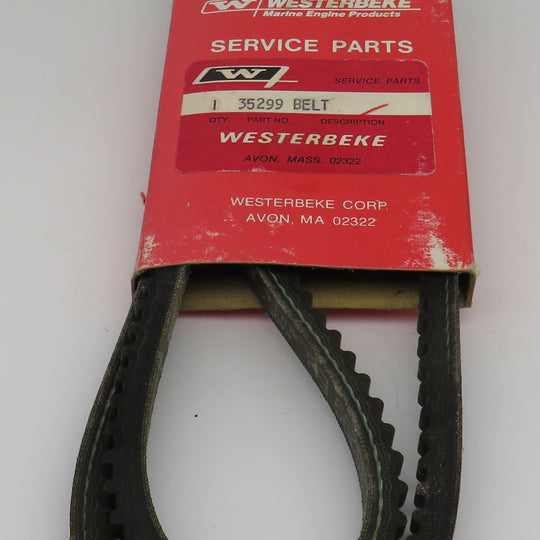 W WESTERBEKE
Marine Engine Products
SERVICE PARTS
W SERVICE PARTS
1 35299 BELT
QTY. PART NO. DESCRIPTION
WESTERBEKE
AVON, MASS. 02322
WESTERBEKE CORP.
AVON, MA 02322